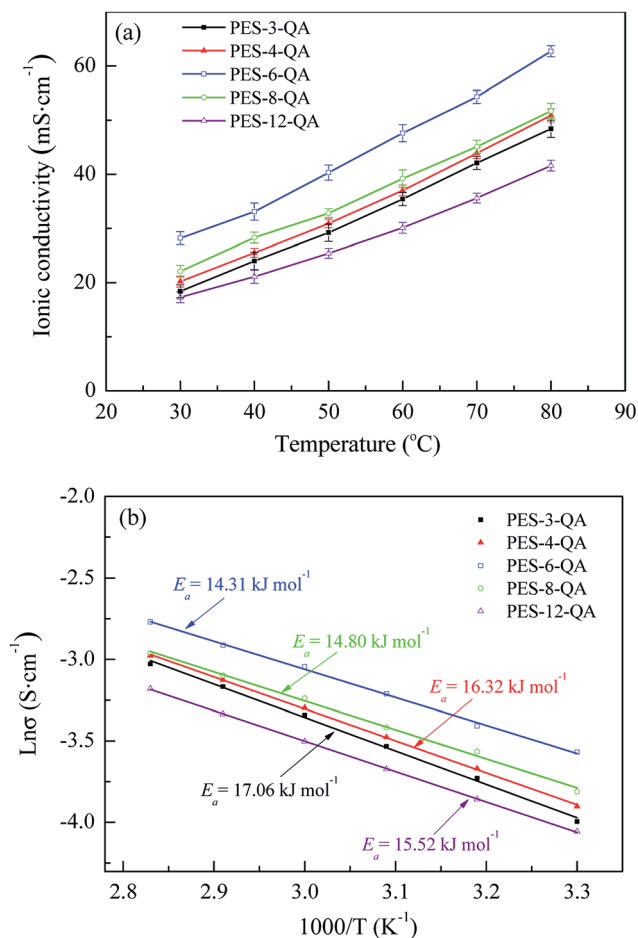 (a)
PES-3-QA
PES-4-QA
PES-6-QA
PES-8-QA
PES-12-QA
Ionic conductivity (mS·cm⁻¹)
60
40
20
0
20 30 40 50 60 70 80 90
Temperature (°C)
(b)
PES-3-QA
PES-4-QA
PES-6-QA
PES-8-QA
PES-12-QA
Eₐ = 14.31 kJ mol⁻¹
Eₐ = 14.80 kJ mol⁻¹
Eₐ = 16.32 kJ mol⁻¹
Eₐ = 17.06 kJ mol⁻¹
Eₐ = 15.52 kJ mol⁻¹
Lnσ (S·cm⁻¹)
-2.0
-2.5
-3.0
-3.5
-4.0
2.8 2.9 3.0 3.1 3.2 3.3
1000/T (K⁻¹)